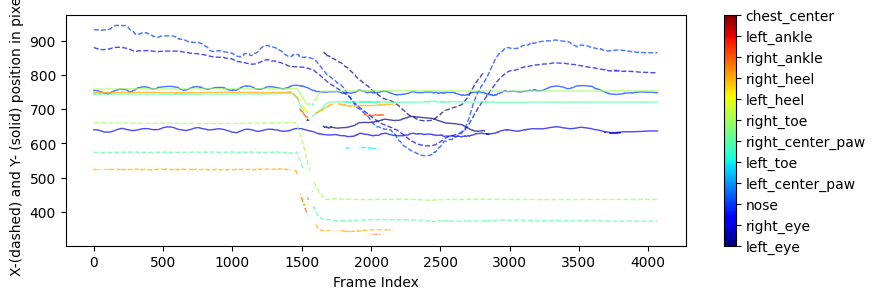 X-(dashed) and Y- (solid) position in pixe
900
800
700
600
500
400
0 500 1000 1500 2000 2500 3000 3500 4000
Frame Index
chest_center
left_ankle
right_ankle
right_heel
left_heel
right_toe
right_center_paw
left_toe
left_center_paw
nose
right_eye
left_eye